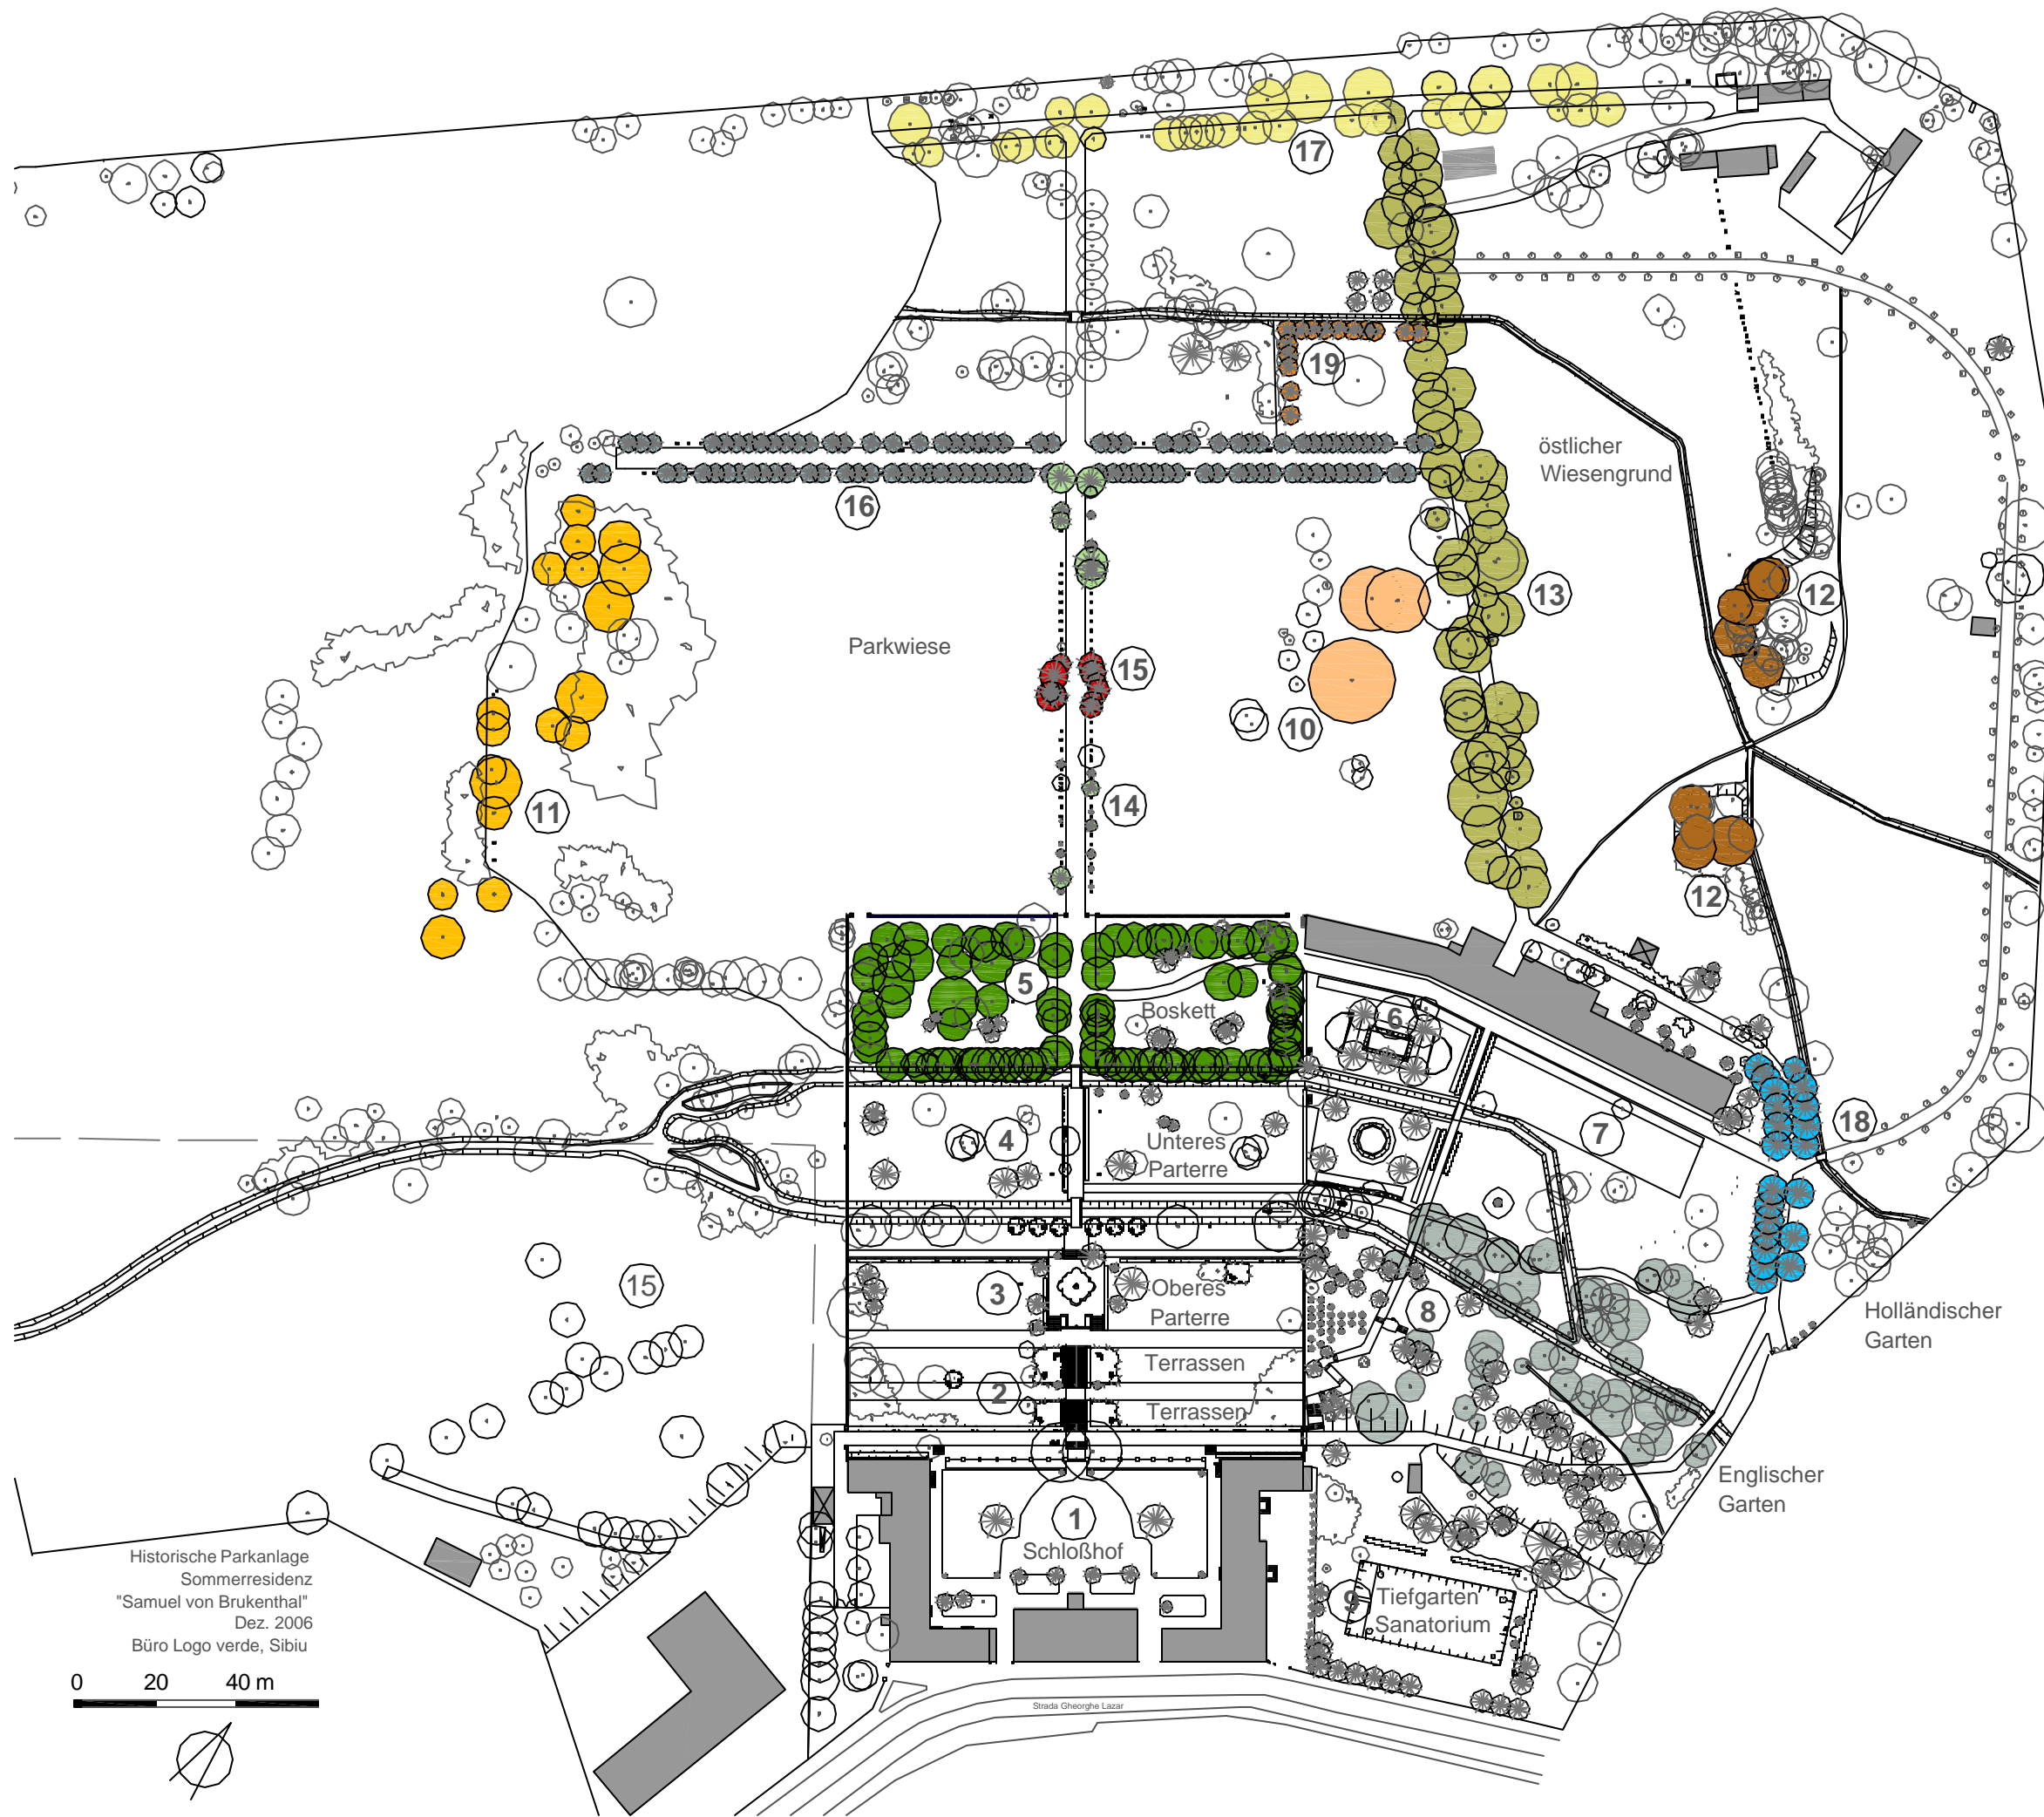 17
19
östlicher
Wiesengrund
16
12
13
Parkwiese
15
10
14
11
12
5
Boskett
6
4
Unteres
Parterre
7
18
15
3
Oberes
Parterre
8
Holländischer
Garten
2
Terrassen
Terrassen
Englischer
Garten
1
Schloßhof
9
Tiefgarten
Sanatorium
Historische Parkanlage
Sommerresidenz
"Samuel von Brukenthal"
Dez. 2006
Büro Logo verde, Sibiu
0 20 40 m
Strada Gheorghe Lazar